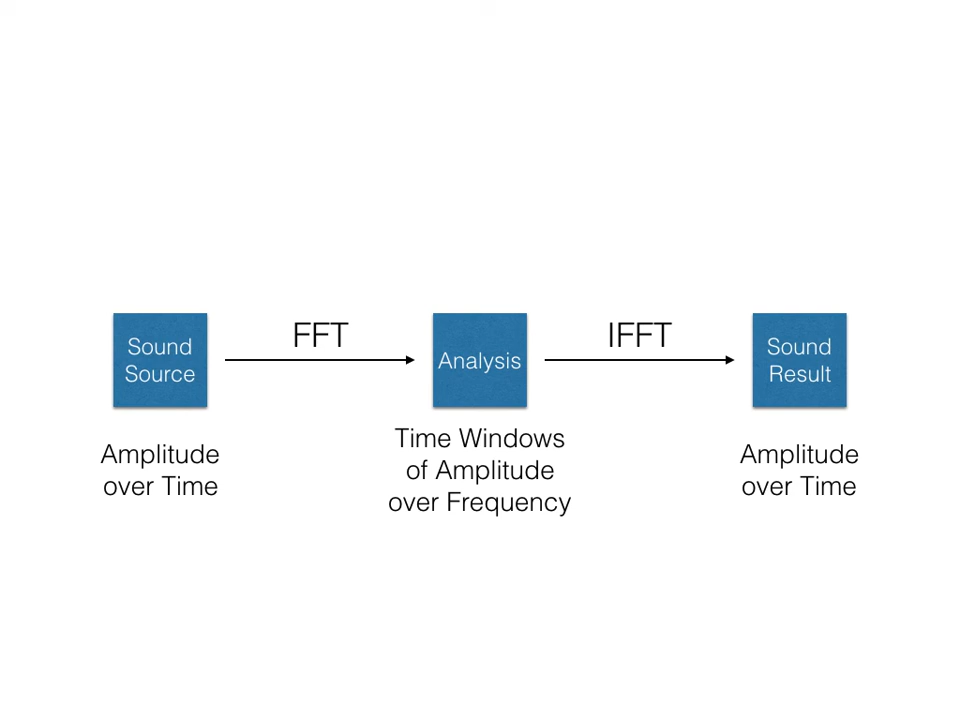 FFT
IFFT
Sound
Source
Analysis
Sound
Result
Amplitude
over Time
Time Windows
of Amplitude
over Frequency
Amplitude
over Time